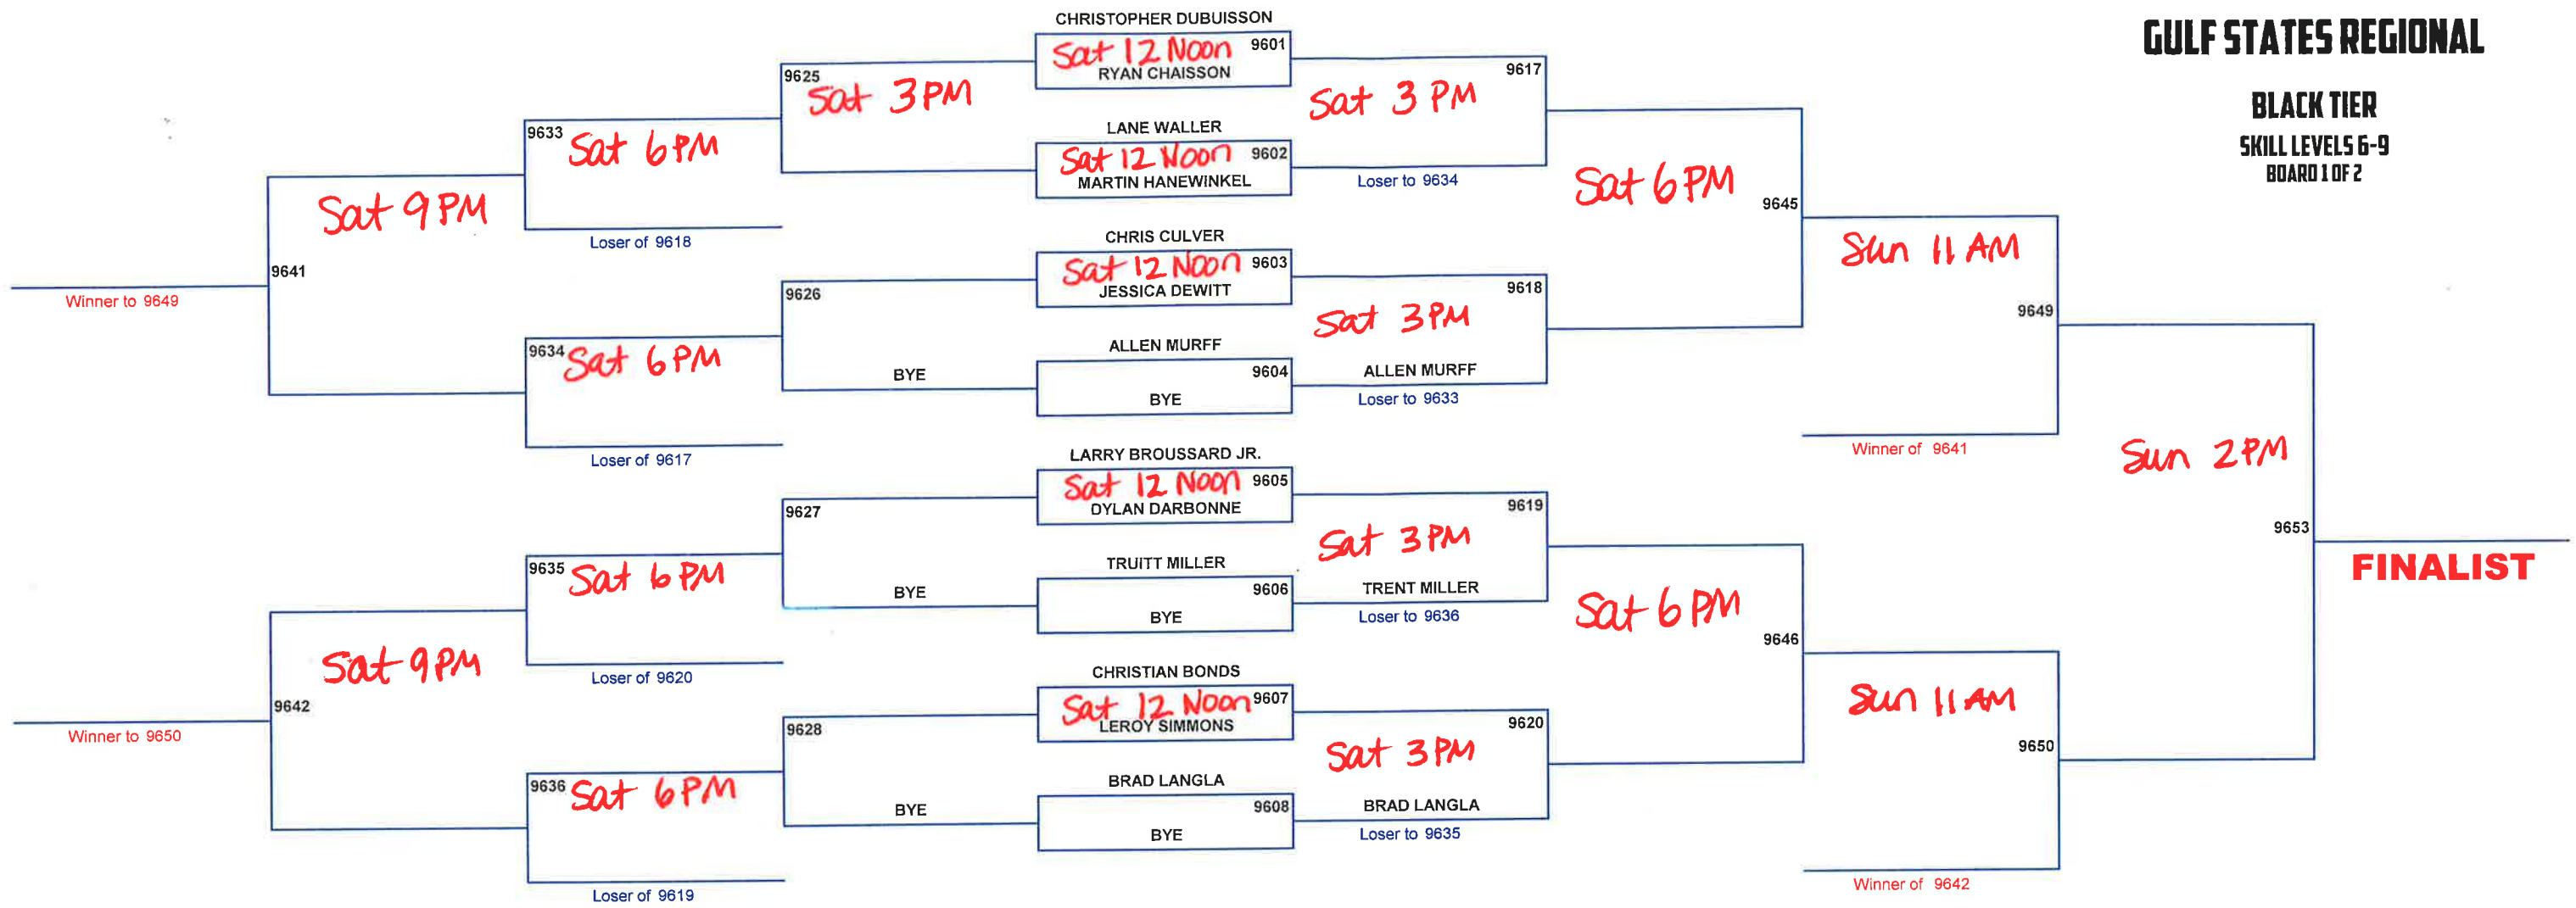 GULF STATES REGIONAL
BLACK TIER
SKILL LEVELS 6-9
BOARD 1 OF 2
CHRISTOPHER DUBUISSON
Sat 12 Noon 9601
RYAN CHAISSON
LANE WALLER
Sat 12 Noon 9602
MARTIN HANEWINKEL
CHRIS CULVER
Sat 12 Noon 9603
JESSICA DEWITT
ALLEN MURFF
9604
BYE
LARRY BROUSSARD JR.
Sat 12 Noon 9605
DYLAN DARBONNE
TRUITT MILLER
9606
BYE
CHRISTIAN BONDS
Sat 12 Noon 9607
LEROY SIMMONS
BRAD LANGLA
9608
BYE
9617
Sat 3 PM
Loser to 9634
9618
Sat 3PM
ALLEN MURFF
Loser to 9633
9619
Sat 3PM
TRENT MILLER
Loser to 9636
9620
Sat 3PM
BRAD LANGLA
Loser to 9635
Sat 6PM
9645
Sat 6PM
9646
Sun 11 AM
9649
Winner of 9641
Sun 11 AM
9650
Winner of 9642
Sun 2PM
9653
FINALIST
9625
Sat 3PM
9626
BYE
9627
BYE
9628
BYE
9633
Sat 6PM
Loser of 9618
9634
Sat 6PM
Loser of 9617
9635
Sat 6PM
Loser of 9620
9636
Sat 6PM
Loser of 9619
Sat 9PM
9641
Winner to 9649
Sat 9PM
9642
Winner to 9650